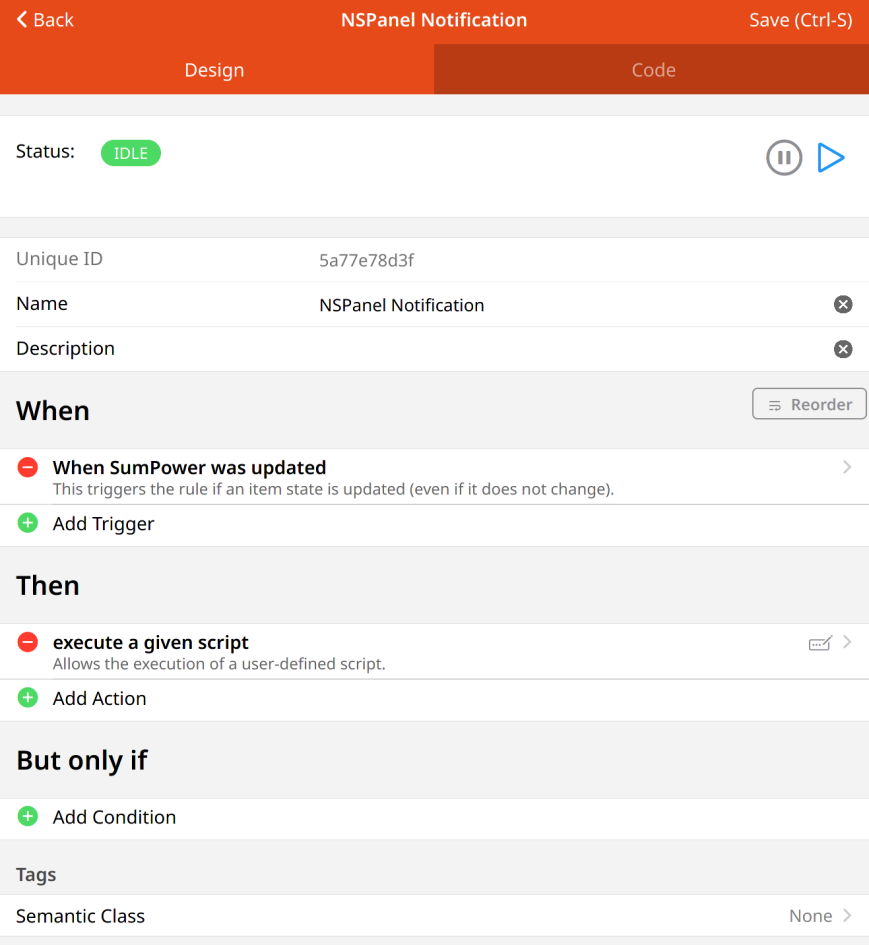 Back
NSPanel Notification
Save (Ctrl-S)
Design
Code
Status:
IDLE
Unique ID
5a77e78d3f
Name
NSPanel Notification
Description
When
Reorder
When SumPower was updated
This triggers the rule if an item state is updated (even if it does not change).
Add Trigger
Then
execute a given script
Allows the execution of a user-defined script.
Add Action
But only if
Add Condition
Tags
Semantic Class
None